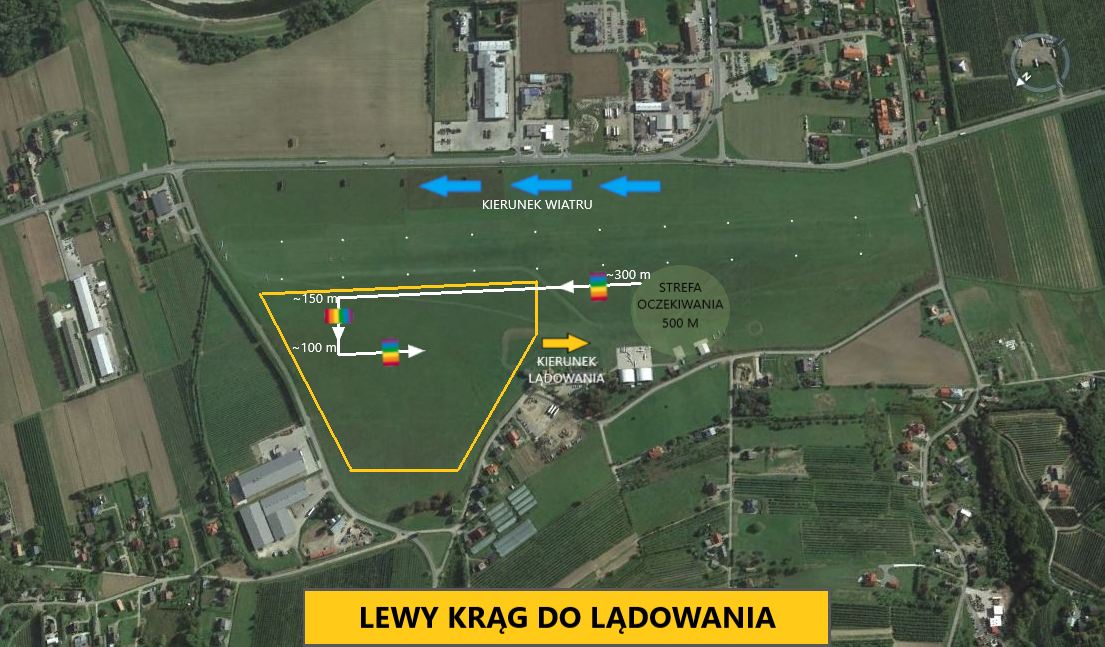 N
KIERUNEK WIATRU
~300 m
STREFA
OCZEKIWANIA
500 M
~150 m
~100 m
KIERUNEK
LĄDOWANIA
LEWY KRĄG DO LĄDOWANIA